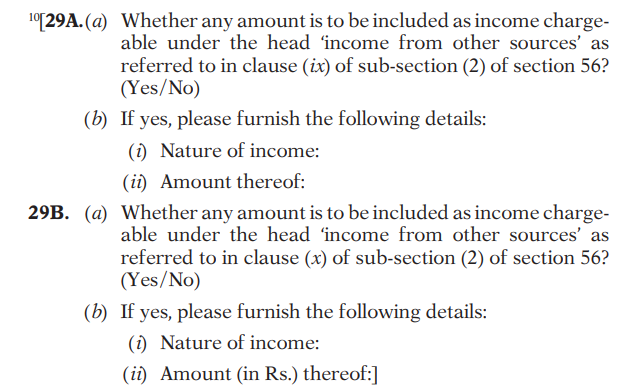 10[29A. (a) Whether any amount is to be included as income charge-
able under the head ‘income from other sources’ as
referred to in clause (ix) of sub-section (2) of section 56?
(Yes/No)
(b) If yes, please furnish the following details:
(i) Nature of income:
(ii) Amount thereof:
29B. (a) Whether any amount is to be included as income charge-
able under the head ‘income from other sources’ as
referred to in clause (x) of sub-section (2) of section 56?
(Yes/No)
(b) If yes, please furnish the following details:
(i) Nature of income:
(ii) Amount (in Rs.) thereof:]